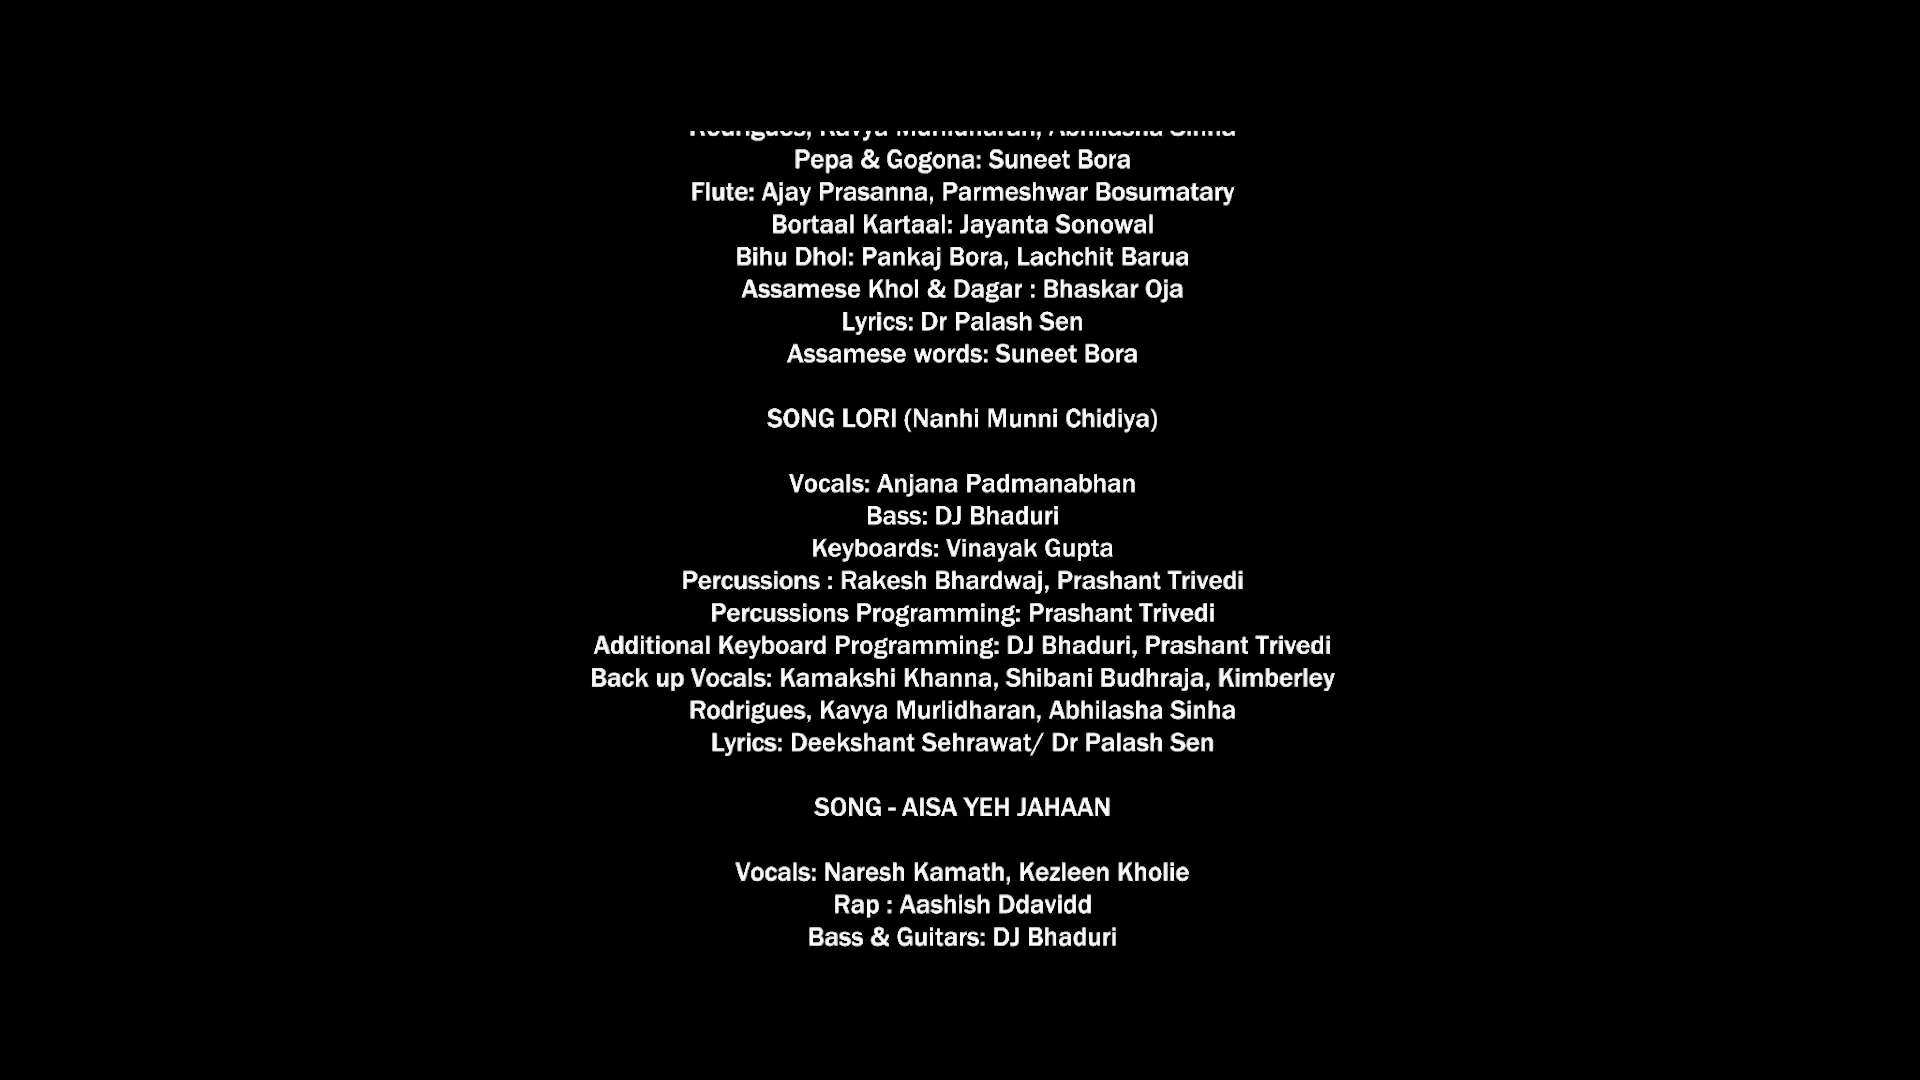 Rodrigues, Kavya Murlidharan, Abhilasha Sinha
Pepa & Gogona: Suneet Bora
Flute: Ajay Prasanna, Parmeshwar Bosumatary
Bortaal Kartaal: Jayanta Sonowal
Bihu Dhol: Pankaj Bora, Lachchit Barua
Assamese Khol & Dagar : Bhaskar Oja
Lyrics: Dr Palash Sen
Assamese words: Suneet Bora
SONG LORI (Nanhi Munni Chidiya)
Vocals: Anjana Padmanabhan
Bass: DJ Bhaduri
Keyboards: Vinayak Gupta
Percussions : Rakesh Bhardwaj, Prashant Trivedi
Percussions Programming: Prashant Trivedi
Additional Keyboard Programming: DJ Bhaduri, Prashant Trivedi
Back up Vocals: Kamakshi Khanna, Shibani Budhraja, Kimberley
Rodrigues, Kavya Murlidharan, Abhilasha Sinha
Lyrics: Deekshant Sehrawat/ Dr Palash Sen
SONG - AISA YEH JAHAAN
Vocals: Naresh Kamath, Kezleen Kholie
Rap : Aashish Ddavidd
Bass & Guitars: DJ Bhaduri